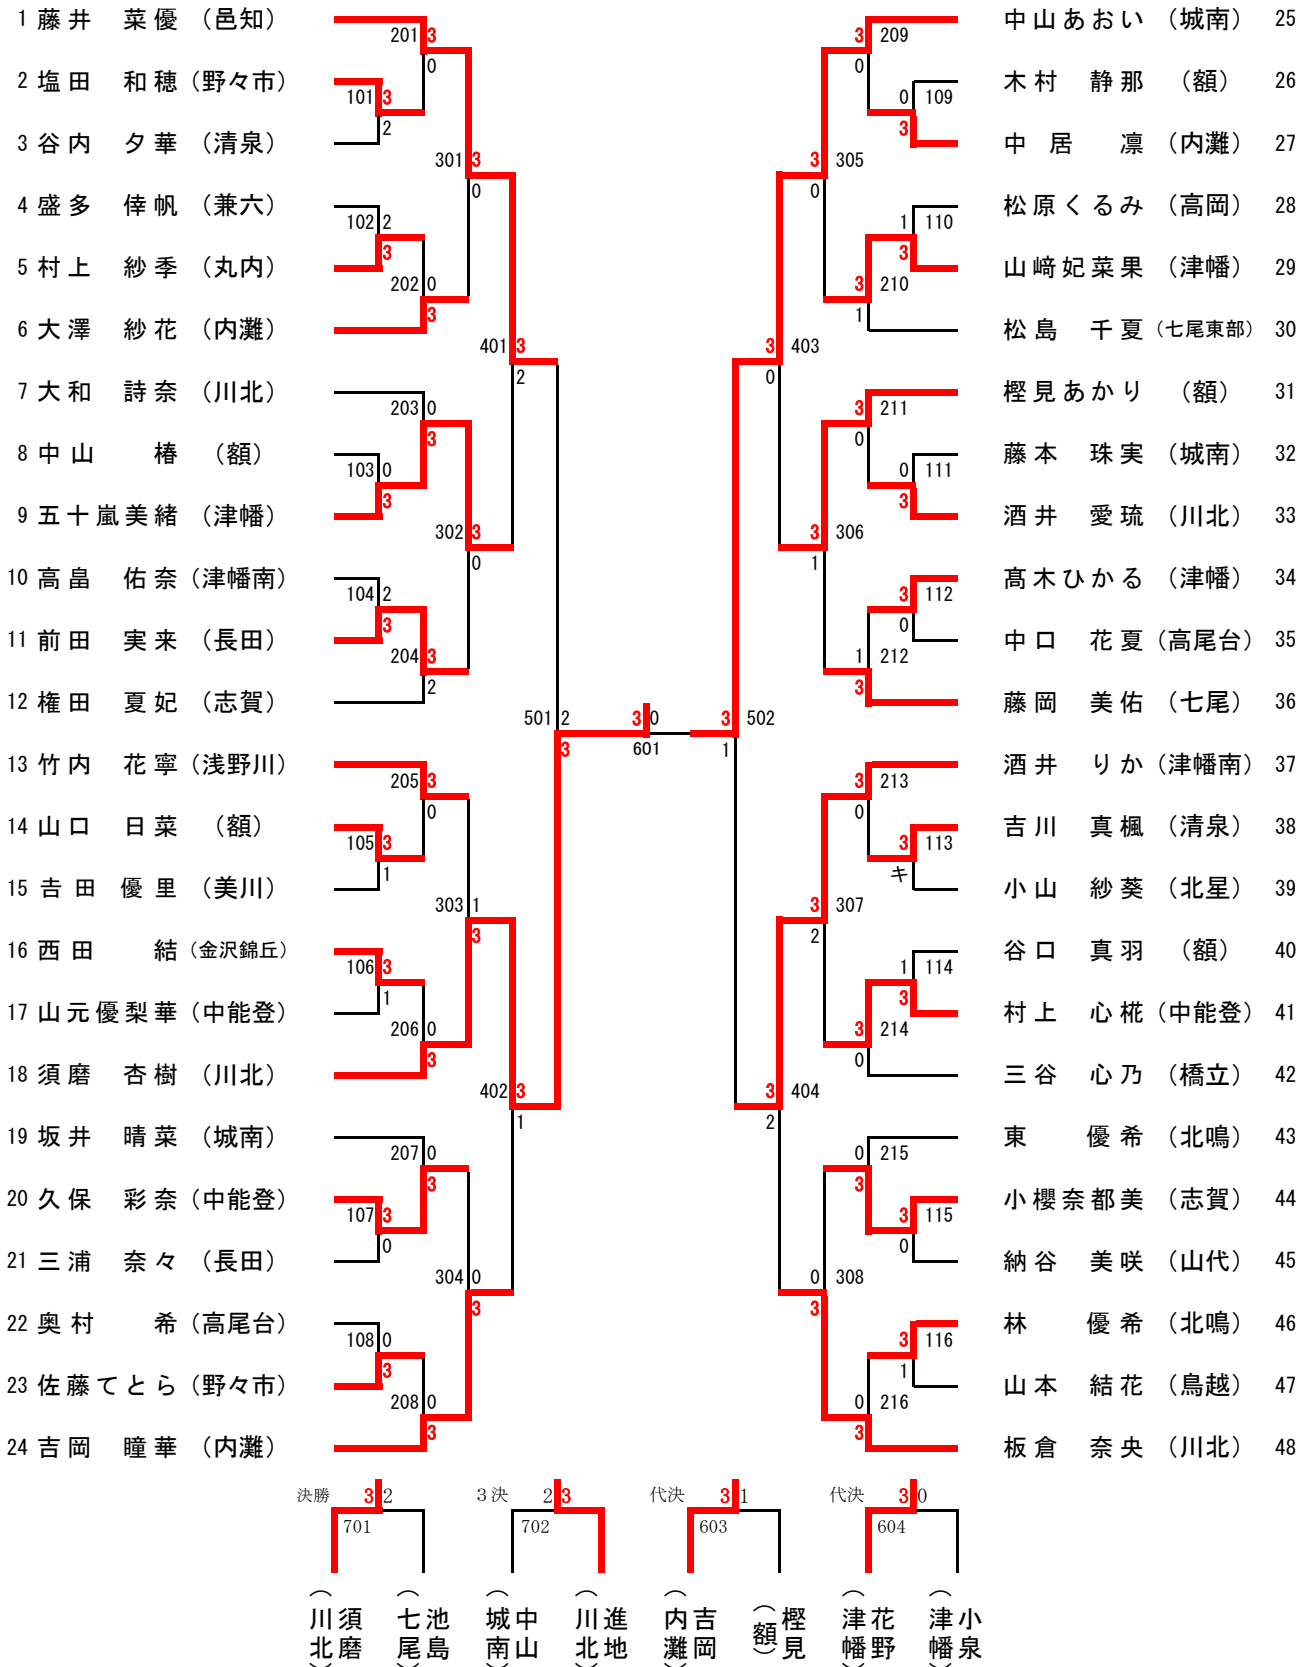 1 藤井 菜優 (邑知)
2 塩田 和穂 (野々市)
3 谷内 夕華 (清泉)
4 盛多 倖帆 (兼六)
5 村上 紗季 (丸内)
6 大澤 紗花 (内灘)
7 大和 詩奈 (川北)
8 中山 椿 (額)
9 五十嵐美緒 (津幡)
10 高畠 佑奈 (津幡南)
11 前田 実来 (長田)
12 権田 夏妃 (志賀)
13 竹内 花寧 (浅野川)
14 山口 日菜 (額)
15 吉田 優里 (美川)
16 西田 結 (金沢錦丘)
17 山元優梨華 (中能登)
18 須磨 杏樹 (川北)
19 坂井 晴菜 (城南)
20 久保 彩奈 (中能登)
21 三浦 奈々 (長田)
22 奥村 希 (高尾台)
23 佐藤てとら (野々市)
24 吉岡 瞳華 (内灘)
201 3
0
101 3
2
301 3
0
102 2
3
202 0
3
401 3
2
203 0
3
103 0
3
302 3
0
104 2
3
204 3
2
501 2
3
205 3
0
105 3
1
303 1
3
106 3
1
206 0
3
402 3
1
207 0
3
107 3
0
304 0
3
108 0
3
208 0
3
3 0
601
3 209
0
0 109
3
3 305
0
1 110
3
3 210
1
3 403
0
3 211
0
0 111
3
3 306
1
3 112
0
1 212
3
3 502
1
3 213
0
3 113
キ
3 307
2
1 114
3
3 214
0
3 404
2
0 215
3
3 115
0
0 308
3
3 116
1
0 216
3
中山あおい (城南) 25
木村 静那 (額) 26
中居 凛 (内灘) 27
松原くるみ (高岡) 28
山﨑妃菜果 (津幡) 29
松島 千夏 (七尾東部) 30
樫見あかり (額) 31
藤本 珠実 (城南) 32
酒井 愛琉 (川北) 33
髙木ひかる (津幡) 34
中口 花夏 (高尾台) 35
藤岡 美佑 (七尾) 36
酒井 りか (津幡南) 37
吉川 真楓 (清泉) 38
小山 紗葵 (北星) 39
谷口 真羽 (額) 40
村上 心椛 (中能登) 41
三谷 心乃 (橋立) 42
東 優希 (北鳴) 43
小櫻奈都美 (志賀) 44
納谷 美咲 (山代) 45
林 優希 (北鳴) 46
山本 結花 (鳥越) 47
板倉 奈央 (川北) 48
決勝 3 2
701
須磨
(川北)
池島
(七尾)
3決 2 3
702
中山
(城南)
進地
(川北)
代決 3 1
603
吉岡
(内灘)
樫見
(額)
代決 3 0
604
花野
(津幡)
小泉
(津幡)